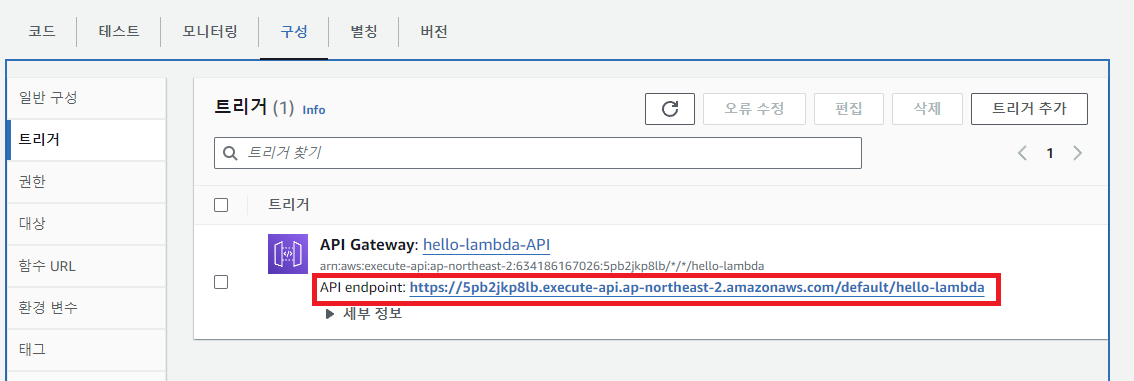 코드 테스트 모니터링 구성 별칭 버전
일반 구성
트리거
권한
대상
함수 URL
환경 변수
태그
트리거 (1) Info
오류 수정 편집 삭제 트리거 추가
트리거 찾기
1
트리거
API Gateway: hello-lambda-API
arn:aws:execute-api:ap-northeast-2:634186167026:5pb2jkp8lb/*/*/hello-lambda
API endpoint: https://5pb2jkp8lb.execute-api.ap-northeast-2.amazonaws.com/default/hello-lambda
세부 정보